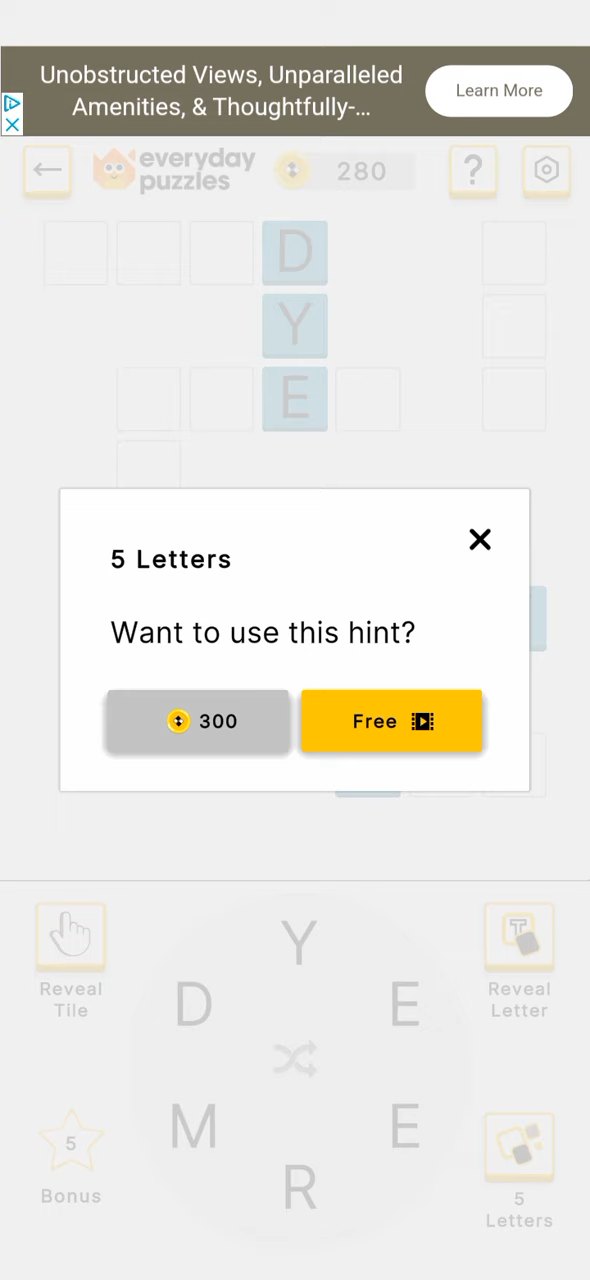 Unobstructed Views, Unparalleled
Amenities, & Thoughtfully-...
Learn More
everyday
puzzles
280
?
D
Y
E
5 Letters
Want to use this hint?
300
Free
Y
D
E
M
E
R
Reveal
Tile
T
Reveal
Letter
5
Bonus
5
Letters